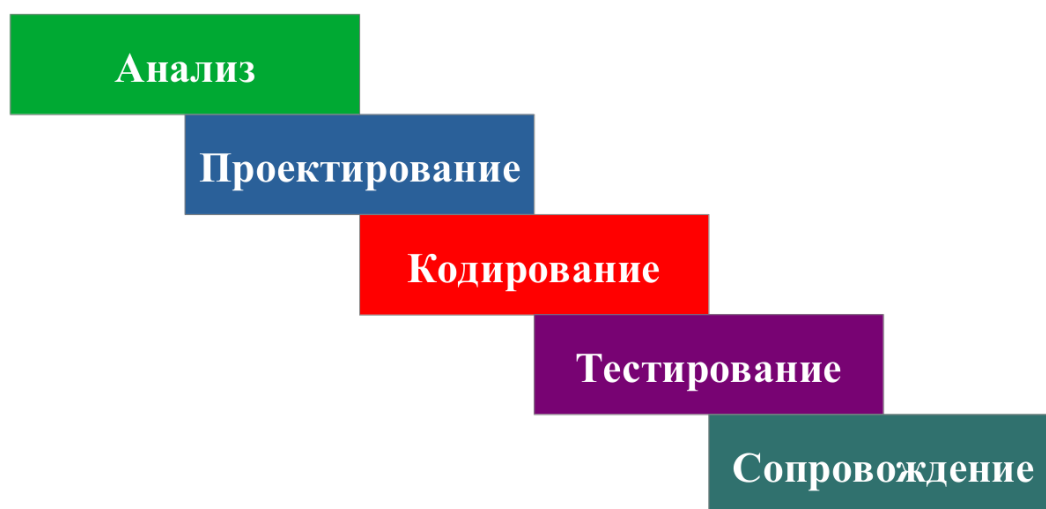 Анализ
Проектирование
Кодирование
Тестирование
Сопровождение